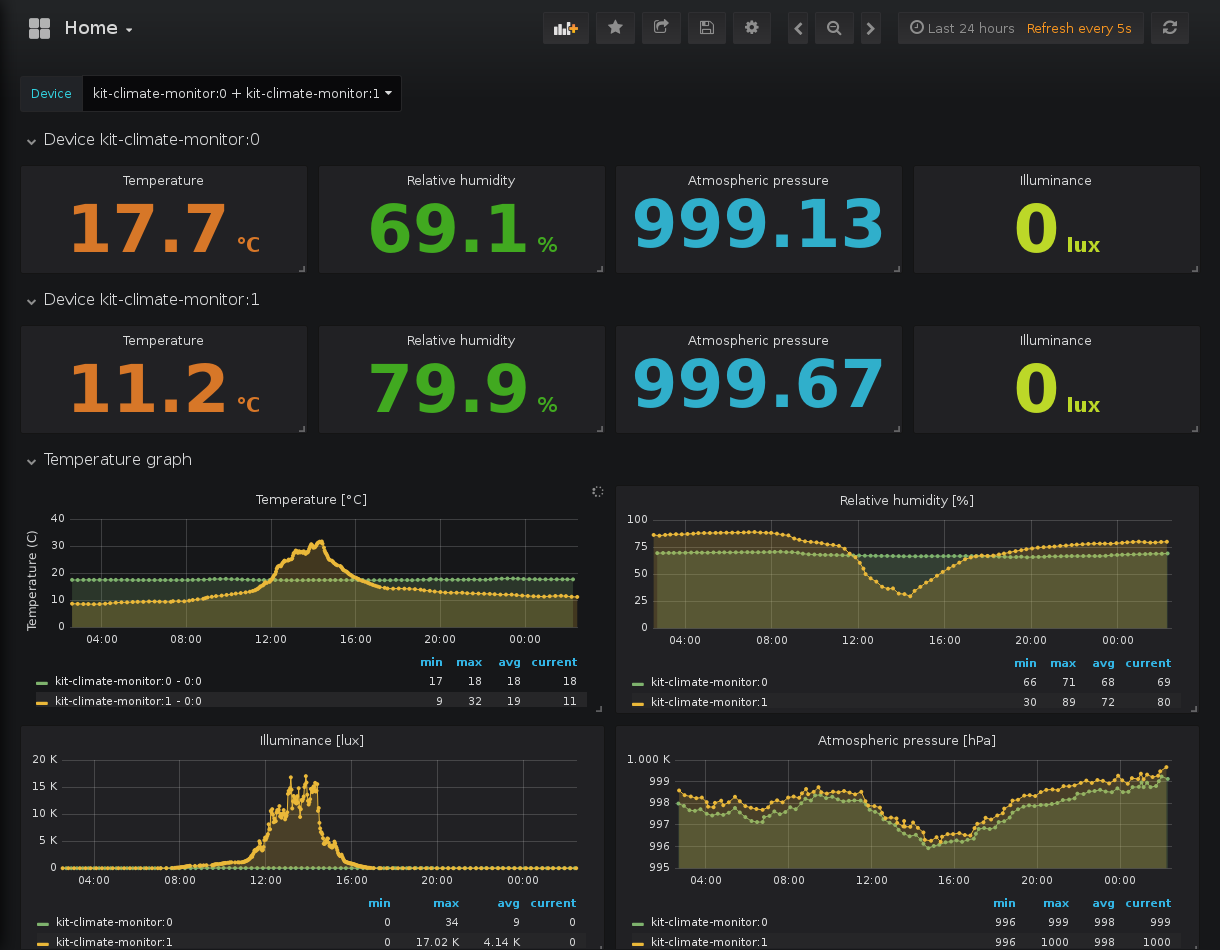 Home
Last 24 hours Refresh every 5s
Device kit-climate-monitor:0 + kit-climate-monitor:1
Device kit-climate-monitor:0
Temperature Relative humidity Atmospheric pressure Illuminance
17.7 °C 69.1 % 999.13 0 lux
Device kit-climate-monitor:1
Temperature Relative humidity Atmospheric pressure Illuminance
11.2 °C 79.9 % 999.67 0 lux
Temperature graph
Temperature [°C]
Temperature (C)
40
30
20
10
0
04:00 08:00 12:00 16:00 20:00 00:00
min max avg current
kit-climate-monitor:0 - 0:0 17 18 18 18
kit-climate-monitor:1 - 0:0 9 32 19 11
Relative humidity [%]
100
75
50
25
0
04:00 08:00 12:00 16:00 20:00 00:00
min max avg current
kit-climate-monitor:0 66 71 68 69
kit-climate-monitor:1 30 89 72 80
Illuminance [lux]
20 K
15 K
10 K
5 K
0
04:00 08:00 12:00 16:00 20:00 00:00
min max avg current
kit-climate-monitor:0 0 34 9 0
kit-climate-monitor:1 0 17.02 K 4.14 K 0
Atmospheric pressure [hPa]
1.000 K
999
998
997
996
995
04:00 08:00 12:00 16:00 20:00 00:00
min max avg current
kit-climate-monitor:0 996 999 998 999
kit-climate-monitor:1 996 1000 998 1000